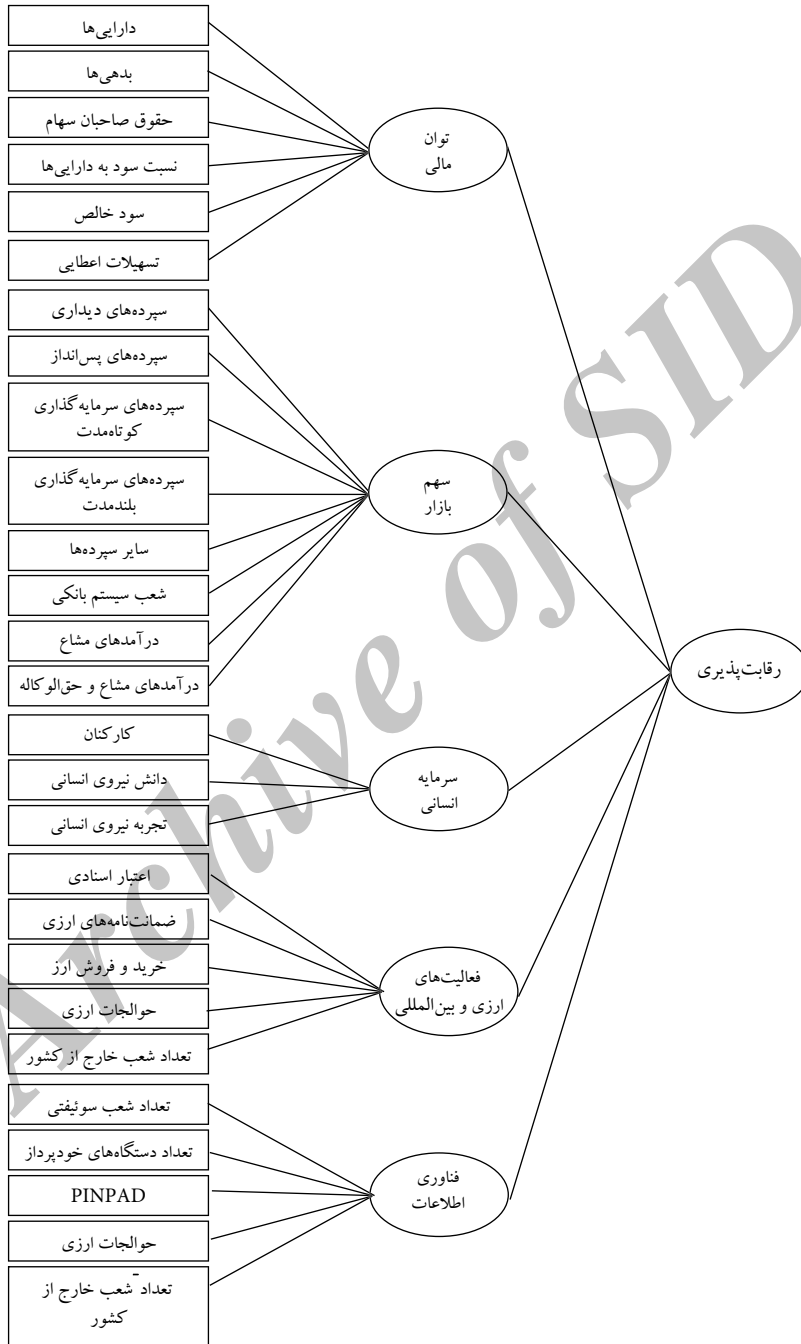 دارایی‌ها
بدهی‌ها
حقوق صاحبان سهام
نسبت سود به دارایی‌ها
سود خالص
تسهیلات اعطایی
توان
مالی
سپرده‌های دیداری
سپرده‌های پس‌انداز
سپرده‌های سرمایه‌گذاری
کوتاه‌مدت
سپرده‌های سرمایه‌گذاری
بلندمدت
سایر سپرده‌ها
شعب سیستم بانکی
درآمدهای مشاع
درآمدهای مشاع و حق‌الوکاله
سهم
بازار
رقابت‌پذیری
کارکنان
دانش نیروی انسانی
تجربه نیروی انسانی
سرمایه
انسانی
اعتبار اسنادی
ضمانت‌نامه‌های ارزی
خرید و فروش ارز
حوالجات ارزی
تعداد شعب خارج از کشور
فعالیت‌های
ارزی و بین‌المللی
تعداد شعب سوئیفتی
تعداد دستگاه‌های خودپرداز
PINPAD
حوالجات ارزی
تعداد شعب خارج از
کشور
فناوری
اطلاعات
Archive of SID